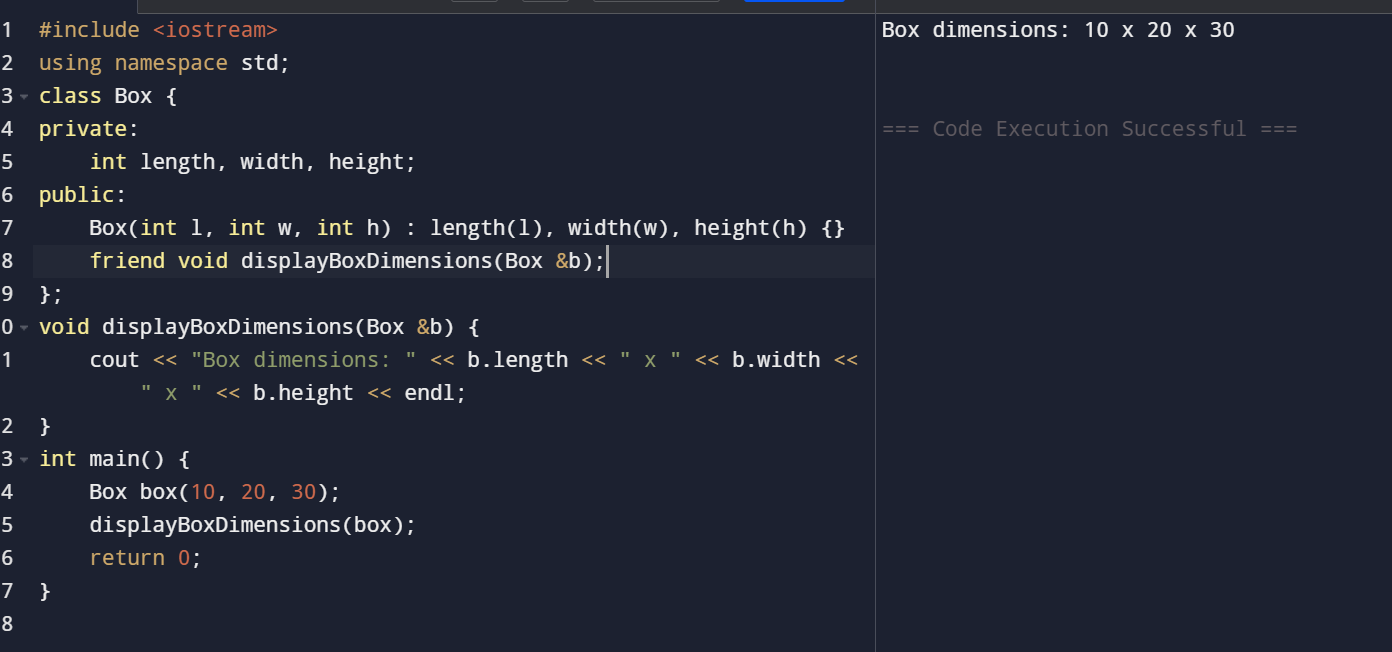 1 #include <iostream>
2 using namespace std;
3 class Box {
4 private:
5     int length, width, height;
6 public:
7     Box(int l, int w, int h) : length(l), width(w), height(h) {}
8     friend void displayBoxDimensions(Box &b);
9 };
0 void displayBoxDimensions(Box &b) {
1     cout << "Box dimensions: " << b.length << " x " << b.width <<
        " x " << b.height << endl;
2 }
3 int main() {
4     Box box(10, 20, 30);
5     displayBoxDimensions(box);
6     return 0;
7 }
8
Box dimensions: 10 x 20 x 30
=== Code Execution Successful ===